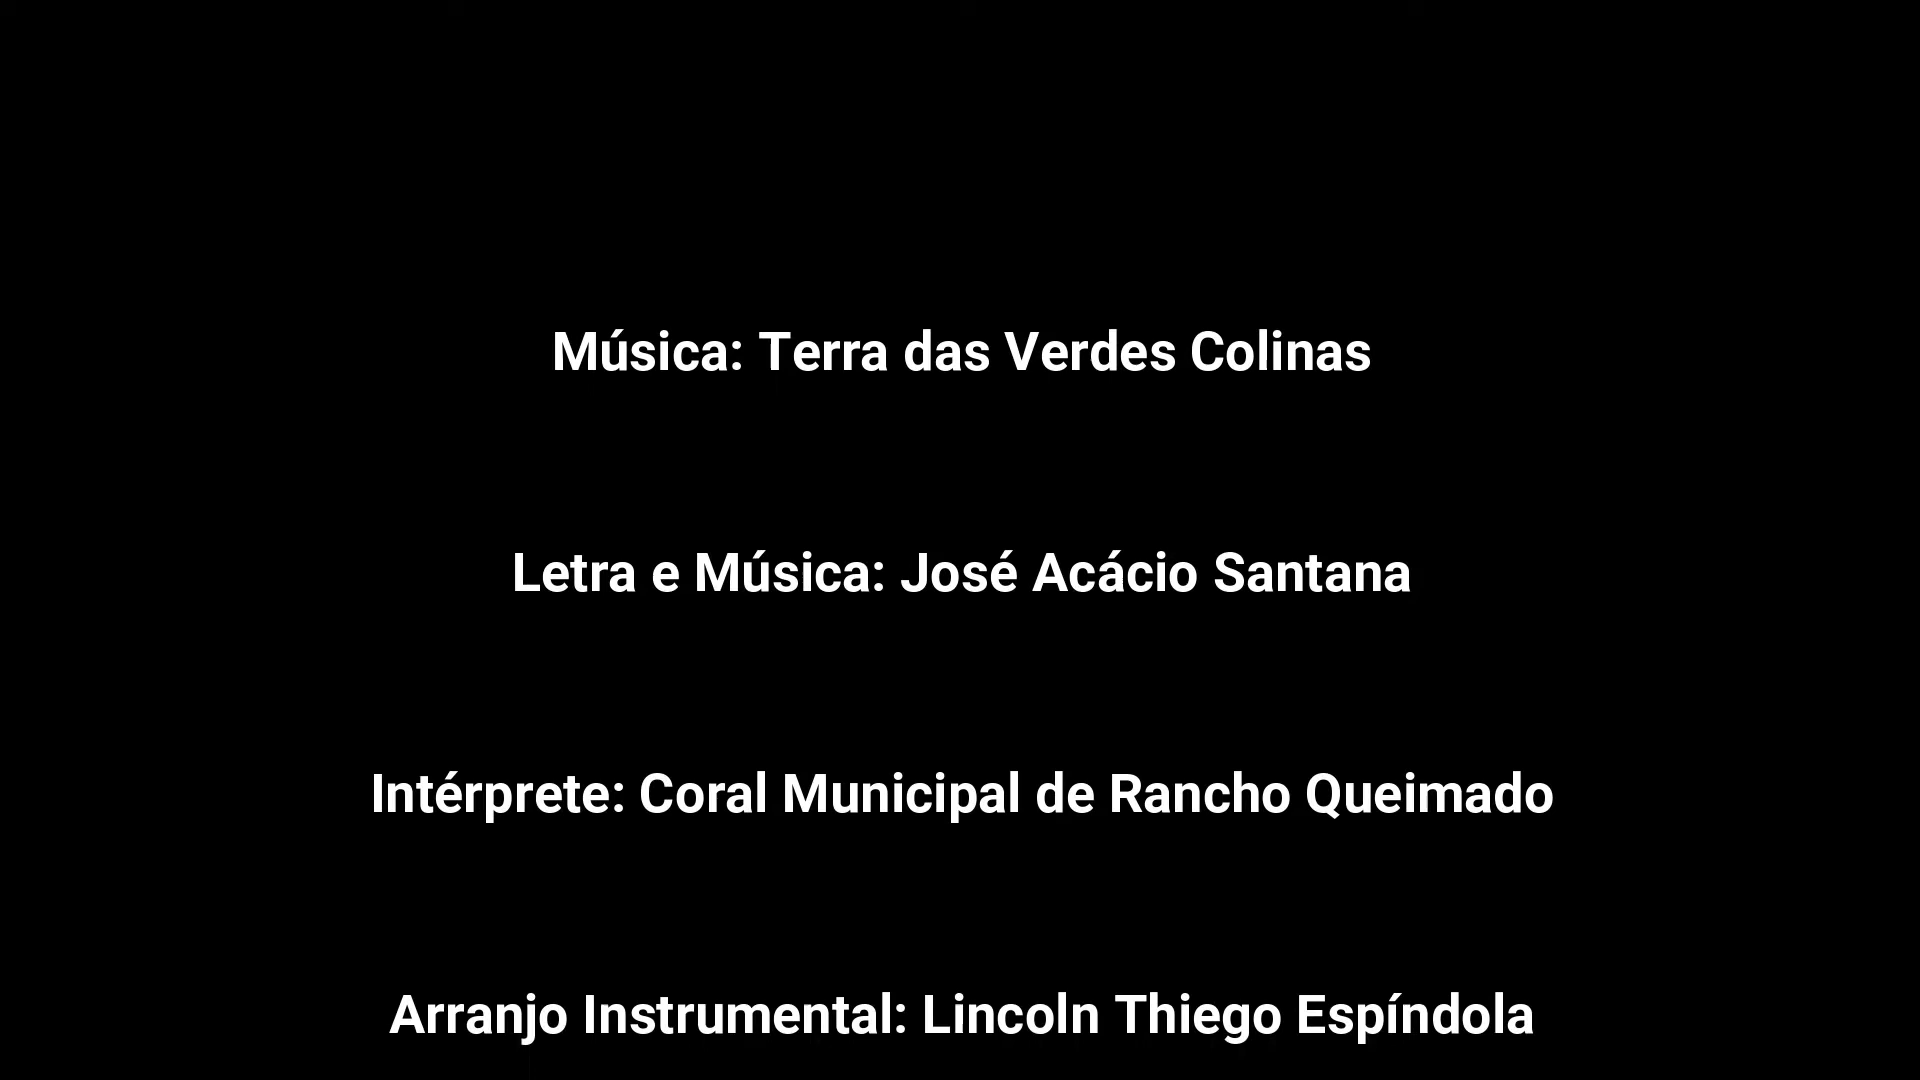 Música: Terra das Verdes Colinas
Letra e Música: José Acácio Santana
Intérprete: Coral Municipal de Rancho Queimado
Arranjo Instrumental: Lincoln Thiego Espíndola